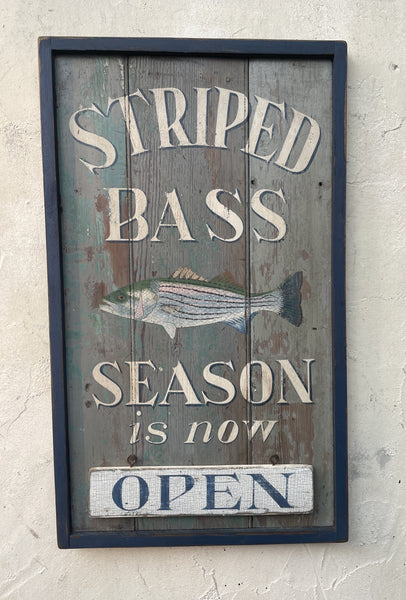 STRIPED
BASS
SEASON
is now
OPEN